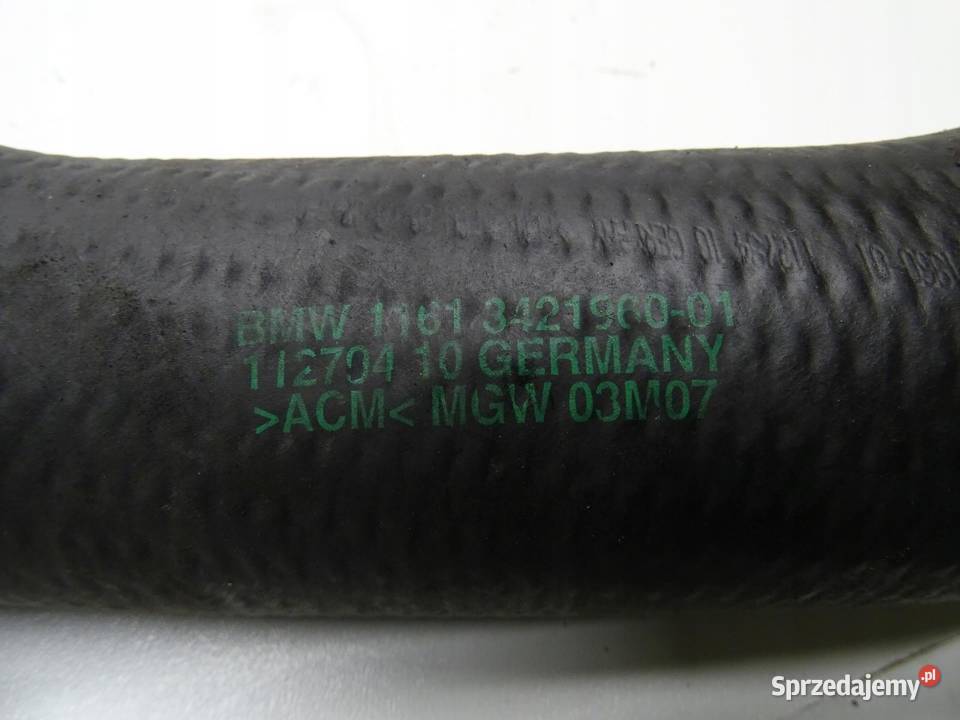 BMW 1161 3421960-01
112704 10 GERMANY
>ACM< MGW 03M07
Sprzedajemy.pl